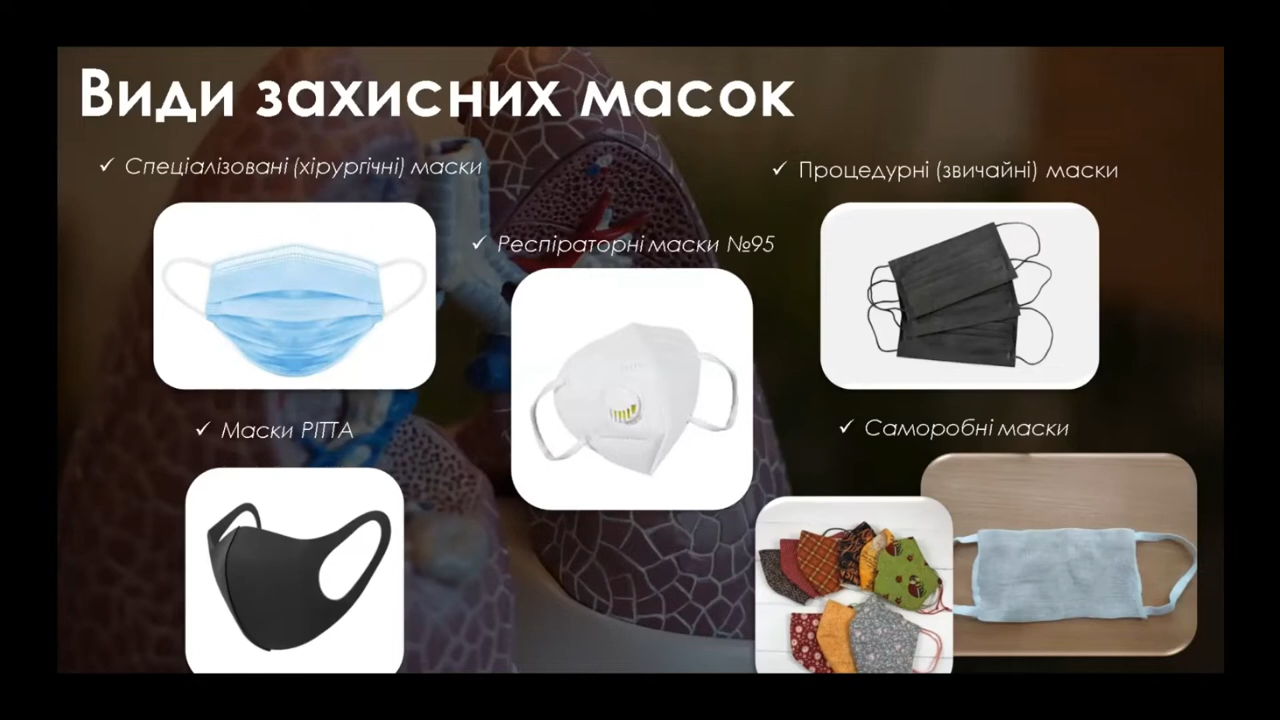 Види захисних масок
Спеціалізовані (хірургічні) маски
Процедурні (звичайні) маски
Респіраторні маски №95
Маски PITTA
Саморобні маски